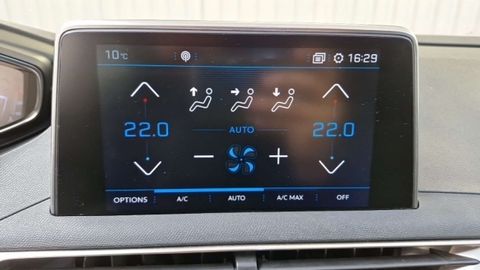 10°C 16:29
22.0 AUTO 22.0
OPTIONS A/C AUTO A/C MAX OFF